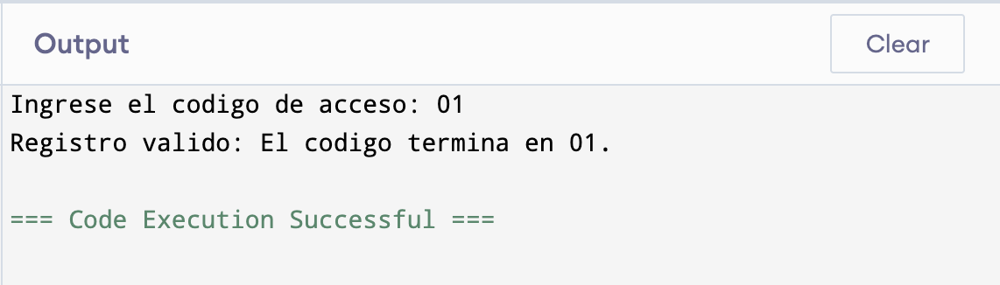 Output
Clear
Ingrese el codigo de acceso: 01
Registro valido: El codigo termina en 01.
=== Code Execution Successful ===